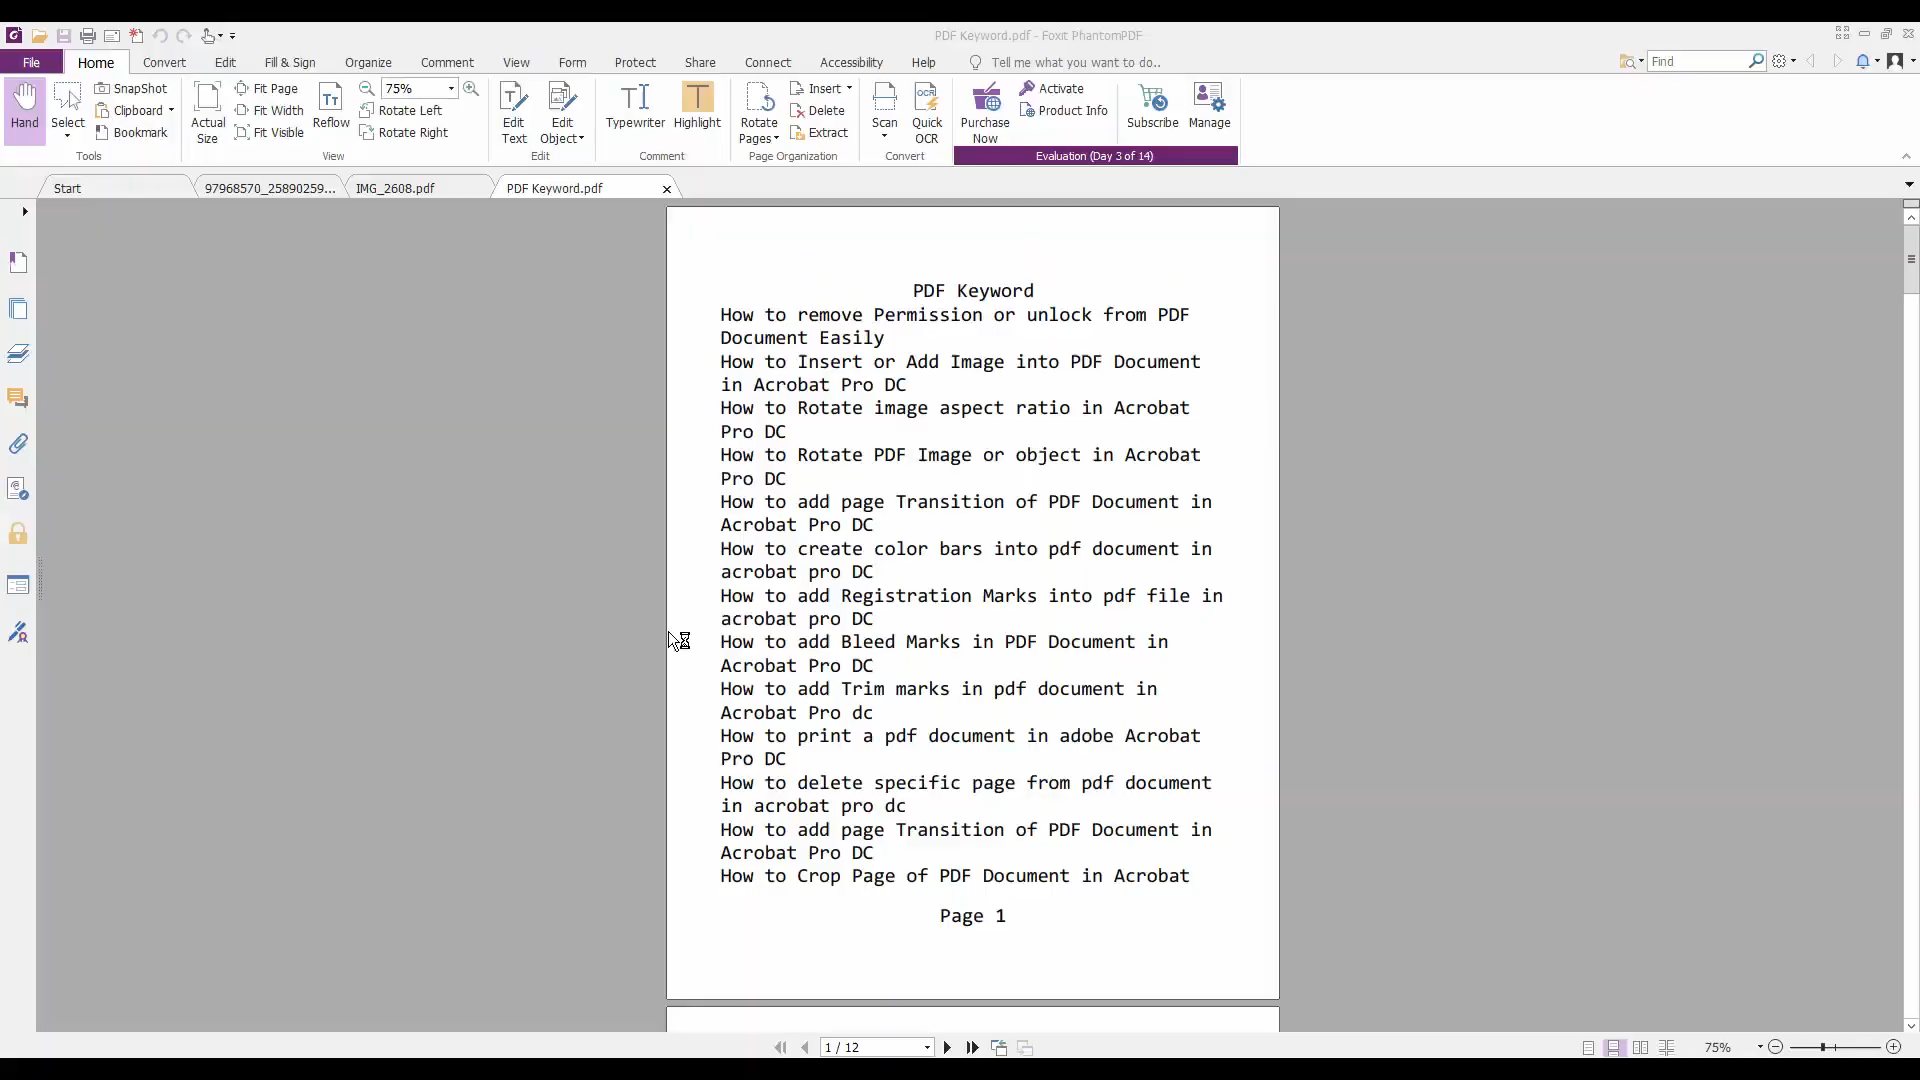 PDF Keyword.pdf - Foxit PhantomPDF
File Home Convert Edit Fill & Sign Organize Comment View Form Protect Share Connect Accessibility Help Tell me what you want to do.. Find
Hand
Select
SnapShot
Clipboard
Bookmark
Tools
Actual Size
Fit Page
Fit Width
Fit Visible
Reflow
75%
Rotate Left
Rotate Right
View
Edit Text
Edit Object
Edit
Typewriter
Highlight
Comment
Rotate Pages
Insert
Delete
Extract
Page Organization
Scan
Quick OCR
Convert
Purchase Now
Activate
Product Info
Subscribe
Manage
Evaluation (Day 3 of 14)
Start 97968570_25890259... IMG_2608.pdf PDF Keyword.pdf
PDF Keyword
How to remove Permission or unlock from PDF
Document Easily
How to Insert or Add Image into PDF Document
in Acrobat Pro DC
How to Rotate image aspect ratio in Acrobat
Pro DC
How to Rotate PDF Image or object in Acrobat
Pro DC
How to add page Transition of PDF Document in
Acrobat Pro DC
How to create color bars into pdf document in
acrobat pro DC
How to add Registration Marks into pdf file in
acrobat pro DC
How to add Bleed Marks in PDF Document in
Acrobat Pro DC
How to add Trim marks in pdf document in
Acrobat Pro dc
How to print a pdf document in adobe Acrobat
Pro DC
How to delete specific page from pdf document
in acrobat pro dc
How to add page Transition of PDF Document in
Acrobat Pro DC
How to Crop Page of PDF Document in Acrobat
Page 1
1 / 12
75%